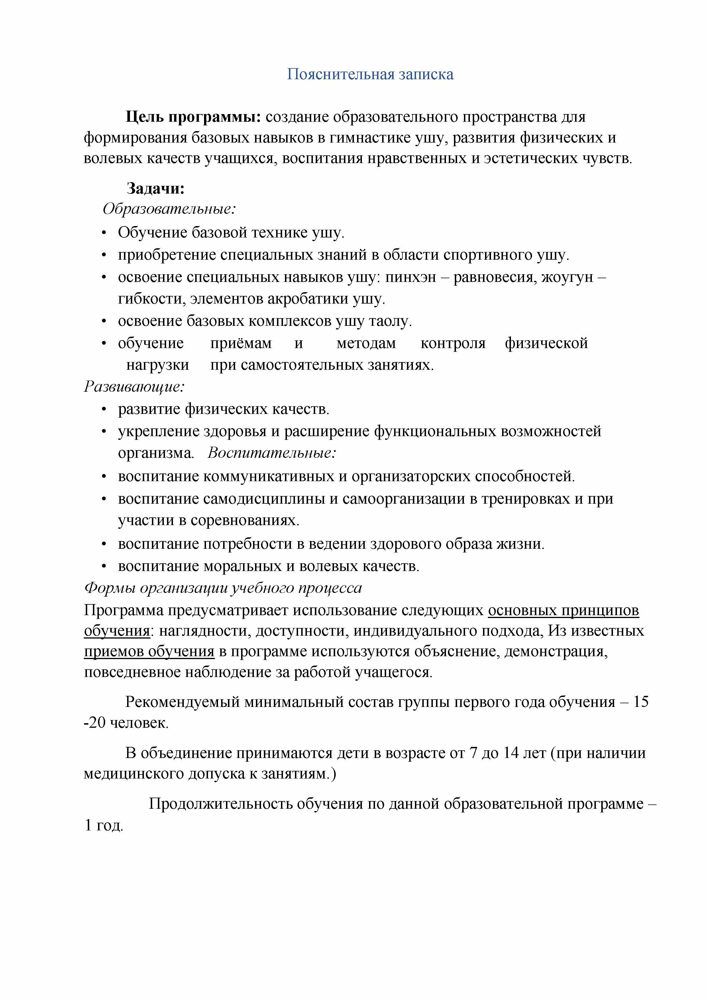 Пояснительная записка
Цель программы: создание образовательного пространства для
формирования базовых навыков в гимнастике ушу, развития физических и
волевых качеств учащихся, воспитания нравственных и эстетических чувств.
Задачи:
Образовательные:
• Обучение базовой технике ушу.
• приобретение специальных знаний в области спортивного ушу.
• освоение специальных навыков ушу: пинхэн – равновесия, жоугун –
гибкости, элементов акробатики ушу.
• освоение базовых комплексов ушу таолу.
• обучение приёмам и методам контроля физической
нагрузки при самостоятельных занятиях.
Развивающие:
• развитие физических качеств.
• укрепление здоровья и расширение функциональных возможностей
организма. Воспитательные:
• воспитание коммуникативных и организаторских способностей.
• воспитание самодисциплины и самоорганизации в тренировках и при
участии в соревнованиях.
• воспитание потребности в ведении здорового образа жизни.
• воспитание моральных и волевых качеств.
Формы организации учебного процесса
Программа предусматривает использование следующих основных принципов
обучения: наглядности, доступности, индивидуального подхода, Из известных
приемов обучения в программе используются объяснение, демонстрация,
повседневное наблюдение за работой учащегося.
Рекомендуемый минимальный состав группы первого года обучения – 15
-20 человек.
В объединение принимаются дети в возрасте от 7 до 14 лет (при наличии
медицинского допуска к занятиям.)
Продолжительность обучения по данной образовательной программе –
1 год.